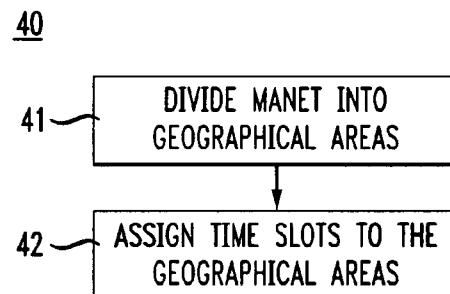 40
41
DIVIDE MANET INTO
GEOGRAPHICAL AREAS
42
ASSIGN TIME SLOTS TO THE
GEOGRAPHICAL AREAS